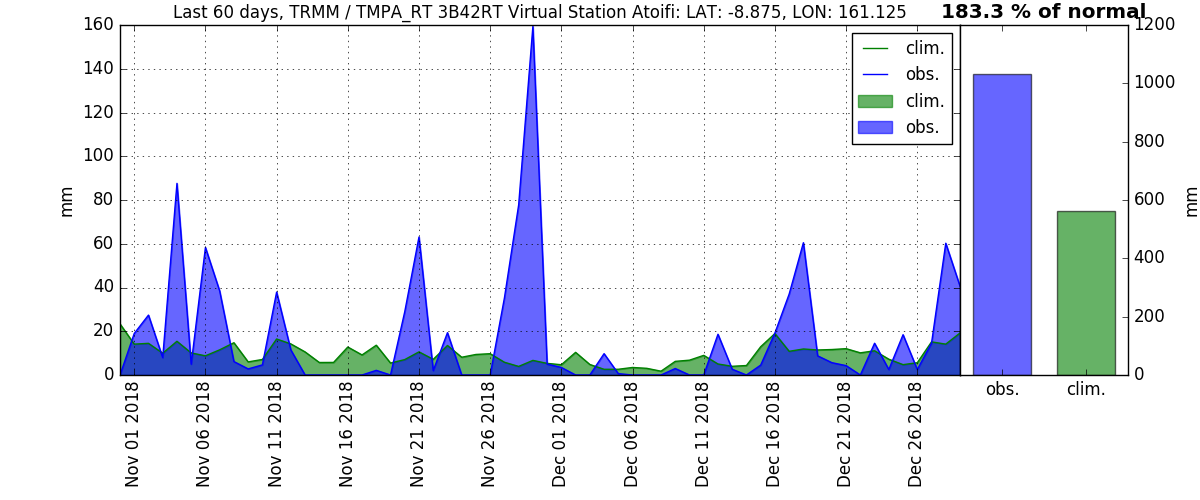 Last 60 days, TRMM / TMPA_RT 3B42RT Virtual Station Atoifi: LAT: -8.875, LON: 161.125
183.3 % of normal
160
140
120
100
80
60
40
20
0
mm
clim.
obs.
clim.
obs.
1200
1000
800
600
400
200
0
mm
obs.
clim.
Nov 01 2018
Nov 06 2018
Nov 11 2018
Nov 16 2018
Nov 21 2018
Nov 26 2018
Dec 01 2018
Dec 06 2018
Dec 11 2018
Dec 16 2018
Dec 21 2018
Dec 26 2018